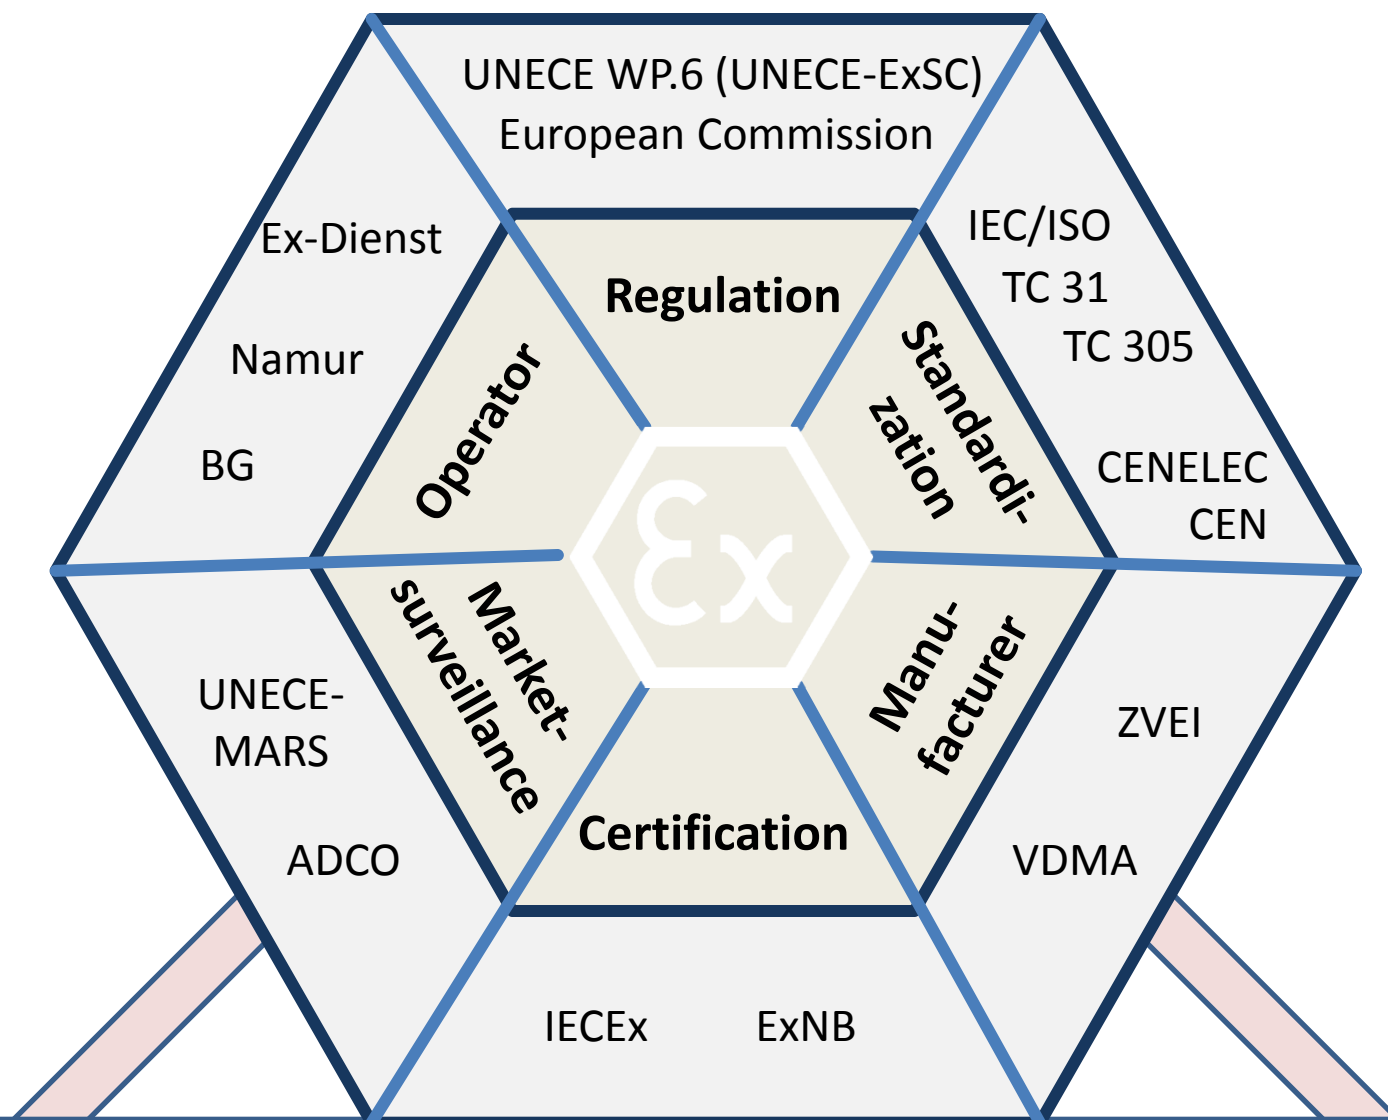 UNECE WP.6 (UNECE-ExSC)
European Commission
Ex-Dienst
Namur
BG
IEC/ISO
TC 31
TC 305
CENELEC
CEN
Regulation
Operator
Standardi-
zation
Ex
Market-
surveillance
Manu-
facturer
Certification
UNECE-
MARS
ADCO
ZVEI
VDMA
IECEx
ExNB